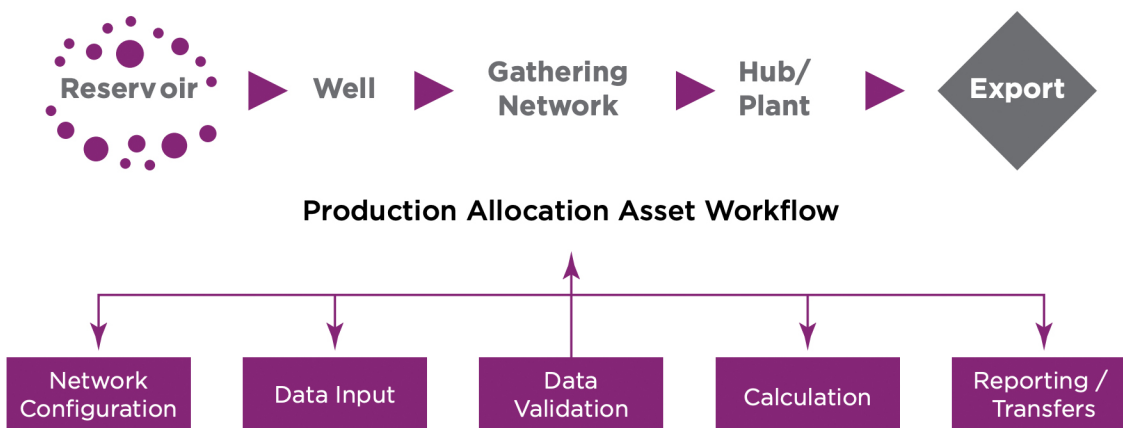 Reservoir
Well
Gathering
Network
Hub/
Plant
Export
Production Allocation Asset Workflow
Network
Configuration
Data Input
Data
Validation
Calculation
Reporting /
Transfers